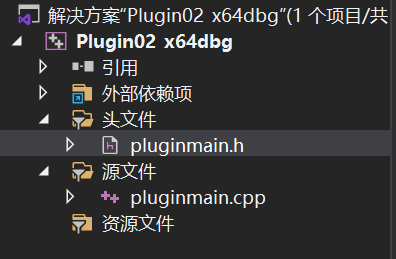 解决方案“Plugin02 x64dbg”(1 个项目/共
Plugin02 x64dbg
引用
外部依赖项
头文件
pluginmain.h
源文件
pluginmain.cpp
资源文件